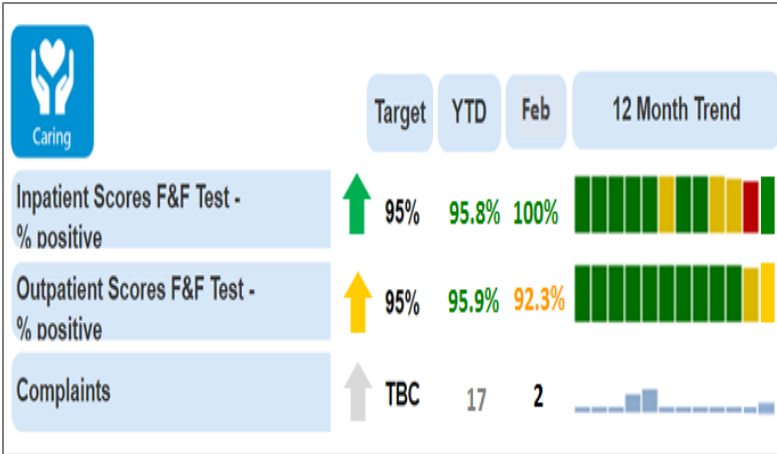 Caring
Target YTD Feb 12 Month Trend
Inpatient Scores F&F Test -
% positive
95% 95.8% 100%
Outpatient Scores F&F Test -
% positive
95% 95.9% 92.3%
Complaints
TBC 17 2